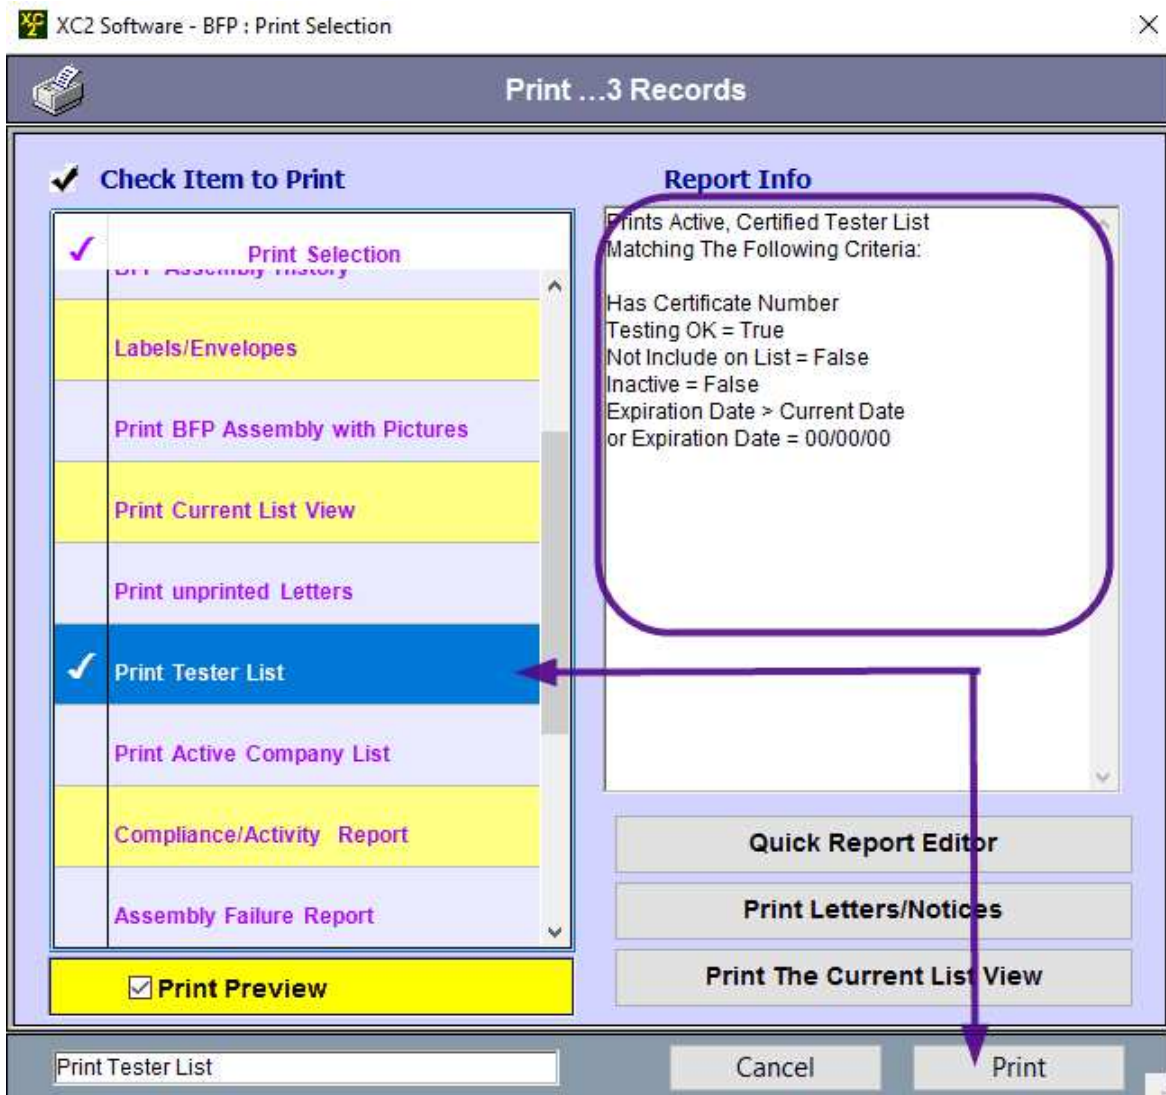 XC2 Software - BFP : Print Selection
Print ...3 Records
Check Item to Print
Print Selection
BFP Assembly History
Labels/Envelopes
Print BFP Assembly with Pictures
Print Current List View
Print unprinted Letters
Print Tester List
Print Active Company List
Compliance/Activity Report
Assembly Failure Report
Print Preview
Report Info
Prints Active, Certified Tester List
Matching The Following Criteria:
Has Certificate Number
Testing OK = True
Not Include on List = False
Inactive = False
Expiration Date > Current Date
or Expiration Date = 00/00/00
Quick Report Editor
Print Letters/Notices
Print The Current List View
Print Tester List
Cancel
Print